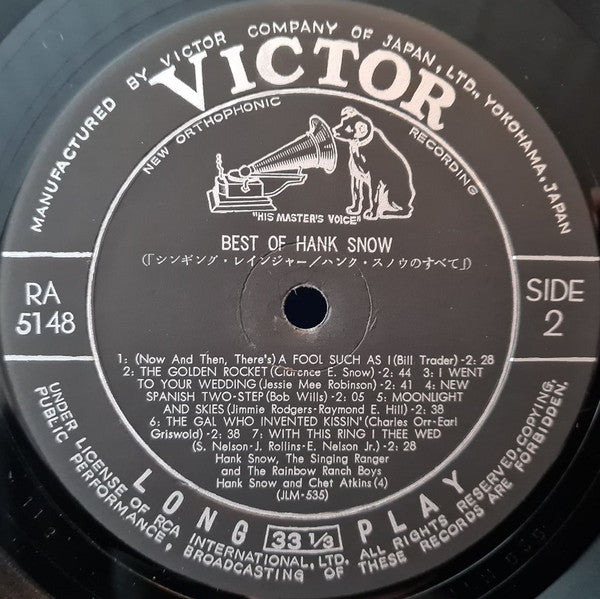 MANUFACTURED BY VICTOR COMPANY OF JAPAN, LTD., YOKOHAMA, JAPAN
VICTOR
NEW ORTHOPHONIC RECORDING
"HIS MASTER'S VOICE"
BEST OF HANK SNOW
(「シンギング・レインジャー/ハンク・スノウのすべて」)
RA
5148
SIDE
2
1: (Now And Then, There's) A FOOL SUCH AS I (Bill Trader) -2: 28
2: THE GOLDEN ROCKET (Clarence E. Snow) -2: 44 3: I WENT
TO YOUR WEDDING (Jessie Mee Robinson) -2: 41 4: NEW
SPANISH TWO-STEP (Bob Wills) -2: 05 5: MOONLIGHT
AND SKIES (Jimmie Rodgers-Raymond E. Hill) -2: 38
6: THE GAL WHO INVENTED KISSIN' (Charles Orr-Earl
Griswold) -2: 38 7: WITH THIS RING I THEE WED
(S. Nelson-J. Rollins-E. Nelson Jr.) -2: 28
Hank Snow, The Singing Ranger
and The Rainbow Ranch Boys
Hank Snow and Chet Atkins (4)
(JLM-535)
LONG 33 1/3 PLAY
UNDER LICENSE OF RCA INTERNATIONAL, LTD. ALL RIGHTS RESERVED. COPYING,
PUBLIC PERFORMANCE, BROADCASTING OF THESE RECORDS ARE FORBIDDEN.